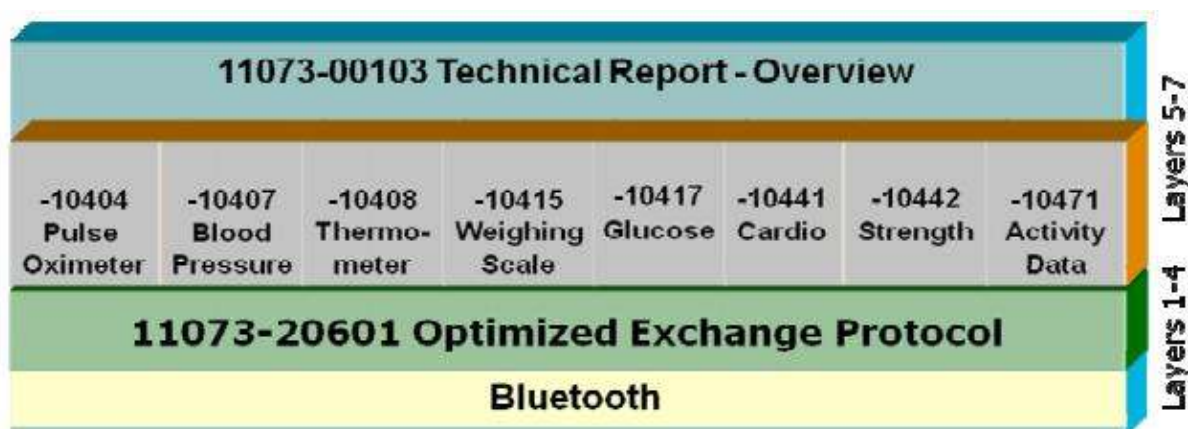 11073-00103 Technical Report - Overview
-10404
Pulse
Oximeter
-10407
Blood
Pressure
-10408
Thermo-
meter
-10415
Weighing
Scale
-10417
Glucose
-10441
Cardio
-10442
Strength
-10471
Activity
Data
11073-20601 Optimized Exchange Protocol
Bluetooth
Layers 5-7
Layers 1-4